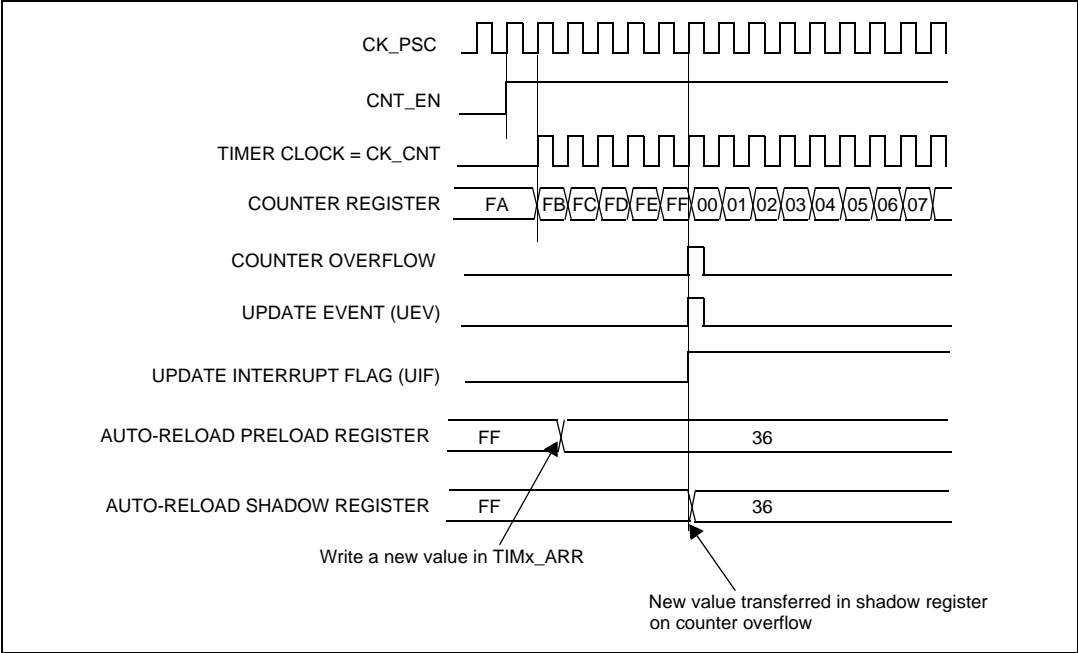 CK_PSC
CNT_EN
TIMER CLOCK = CK_CNT
COUNTER REGISTER FA FB FC FD FE FF 00 01 02 03 04 05 06 07
COUNTER OVERFLOW
UPDATE EVENT (UEV)
UPDATE INTERRUPT FLAG (UIF)
AUTO-RELOAD PRELOAD REGISTER FF 36
AUTO-RELOAD SHADOW REGISTER FF 36
Write a new value in TIMx_ARR
New value transferred in shadow register
on counter overflow